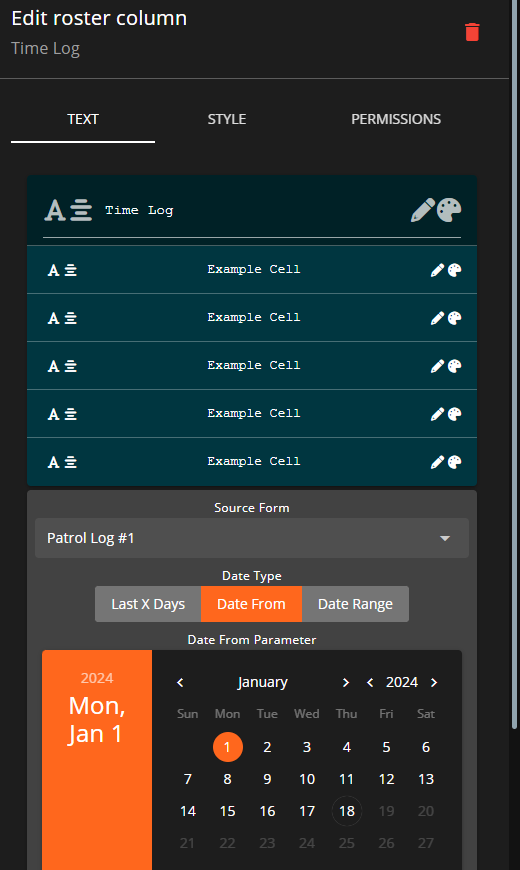 Edit roster column
Time Log
TEXT STYLE PERMISSIONS
Time Log
Example Cell
Example Cell
Example Cell
Example Cell
Example Cell
Source Form
Patrol Log #1
Date Type
Last X Days Date From Date Range
Date From Parameter
2024
Mon,
Jan 1
January 2024
Sun Mon Tue Wed Thu Fri Sat
1 2 3 4 5 6
7 8 9 10 11 12 13
14 15 16 17 18 19 20
21 22 23 24 25 26 27